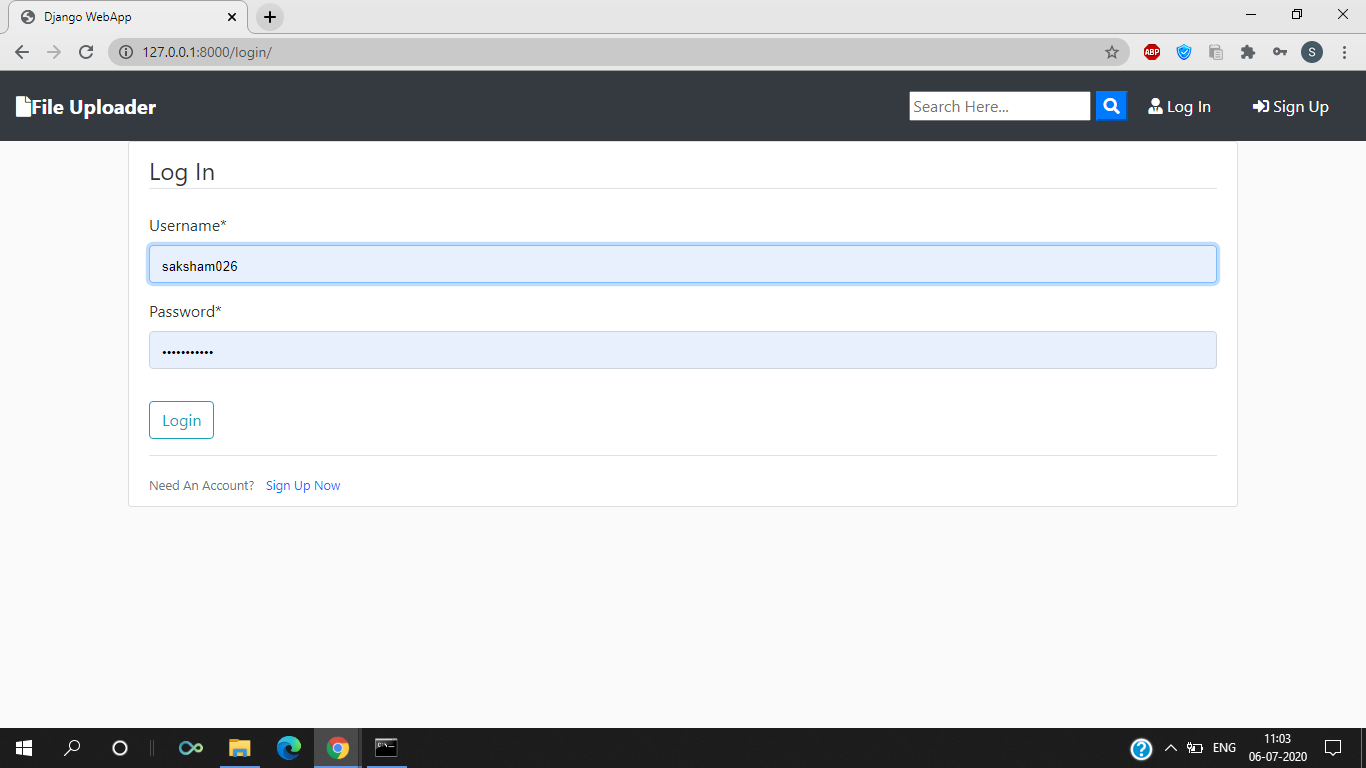 Django WebApp
127.0.0.1:8000/login/
ABP
S
File Uploader
Search Here...
Log In
Sign Up
Log In
Username*
saksham026
Password*
•••••••••••
Login
Need An Account? Sign Up Now
ENG
11:03
06-07-2020